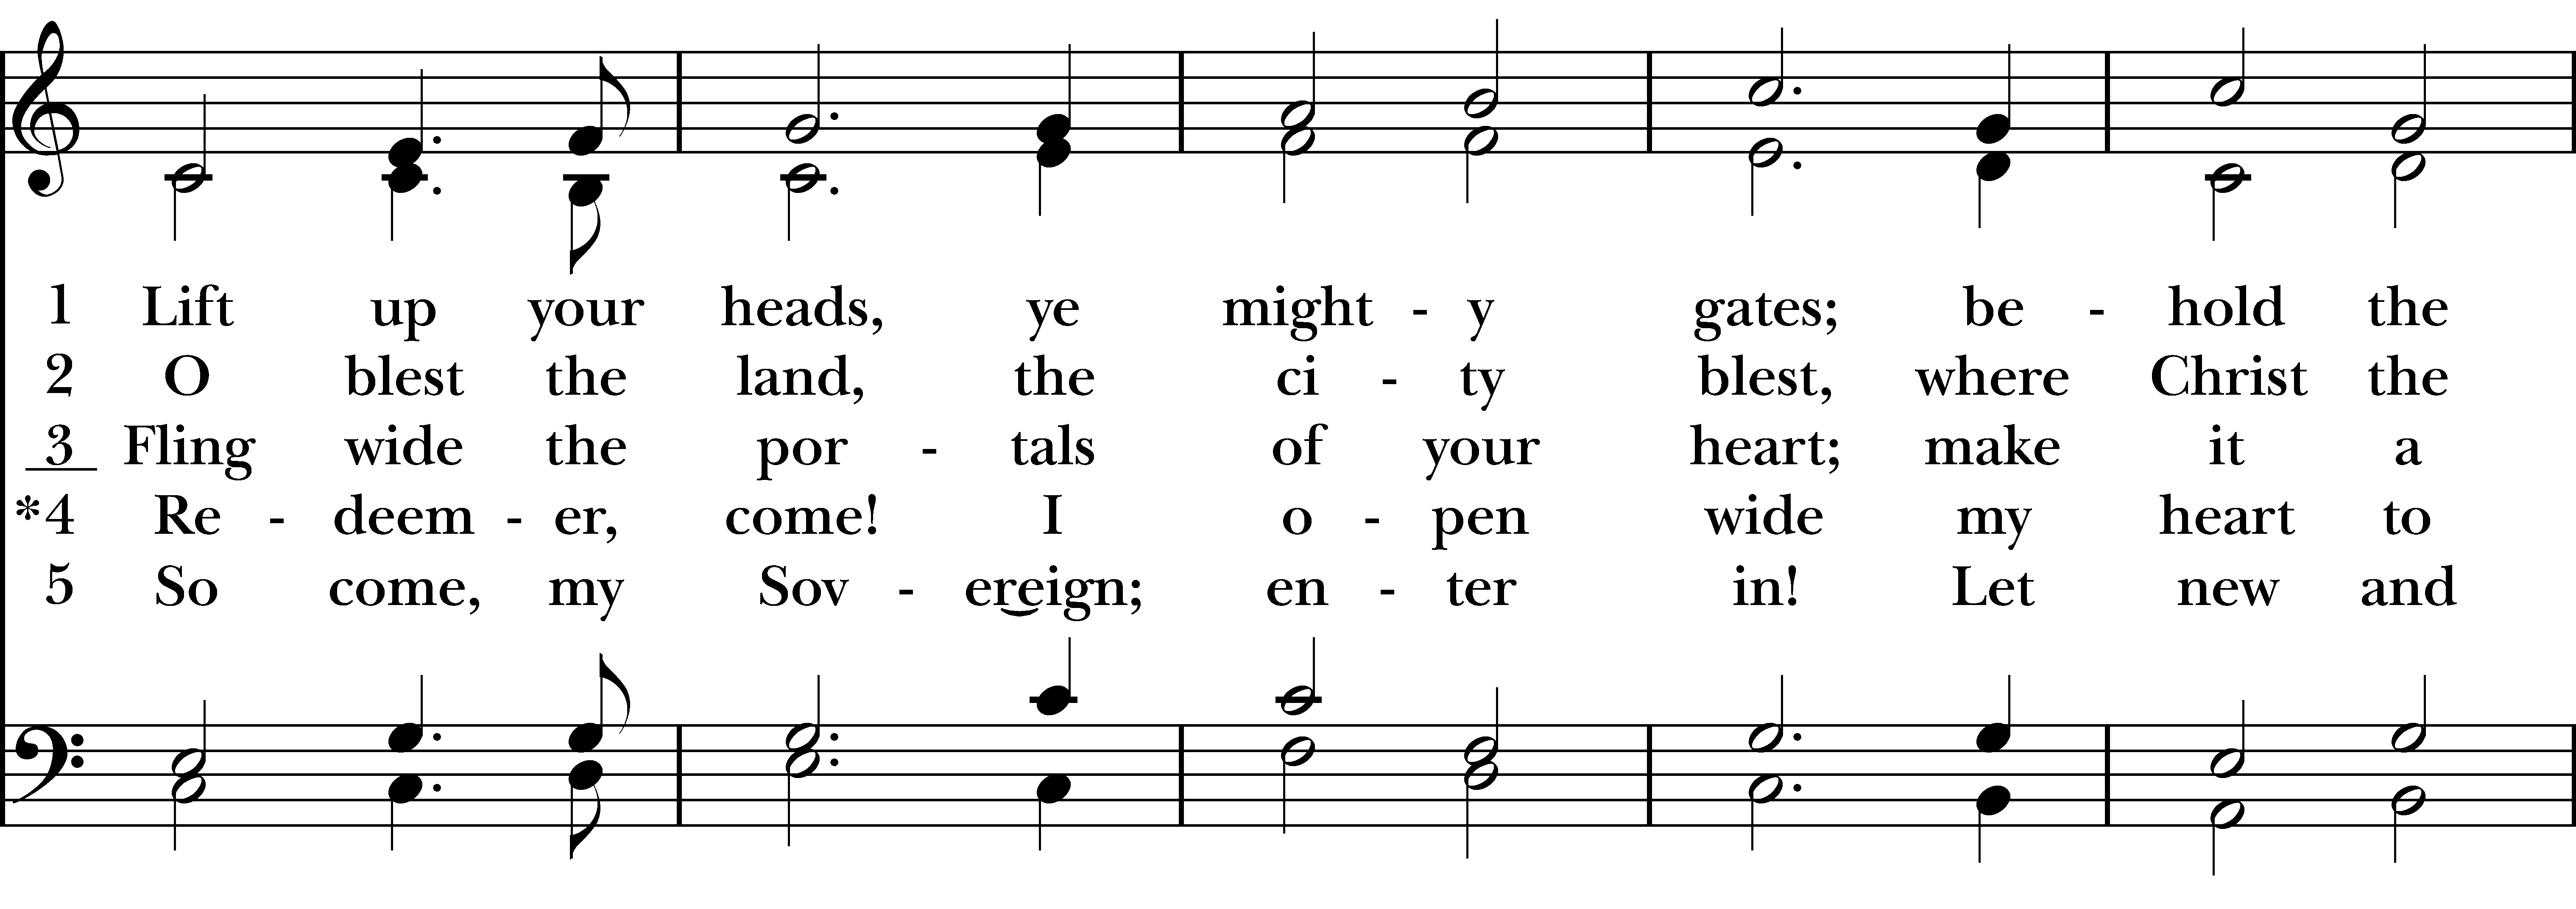 1 Lift up your heads, ye might - y gates; be - hold the
2 O blest the land, the ci - ty blest, where Christ the
3 Fling wide the por - tals of your heart; make it a
*4 Re - deem - er, come! I o - pen wide my heart to
5 So come, my Sov - ereign; en - ter in! Let new and